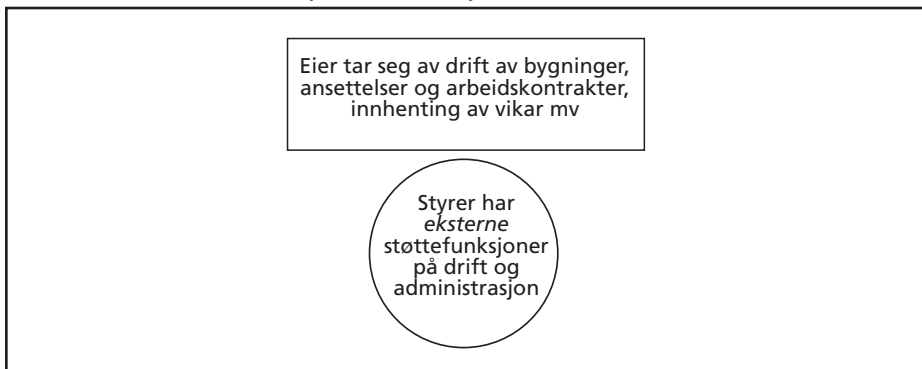 Eier tar seg av drift av bygninger,
ansettelser og arbeidskontrakter,
innhenting av vikar mv
Styrer har
eksterne
støttefunksjoner
på drift og
administrasjon